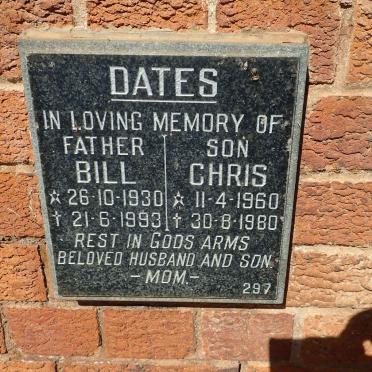 DATES
IN LOVING MEMORY OF
FATHER SON
BILL CHRIS
☆ 26-10-1930 ☆ 11-4-1960
† 21-6-1993 † 30-8-1980
REST IN GODS ARMS
BELOVED HUSBAND AND SON
-MOM.-
297